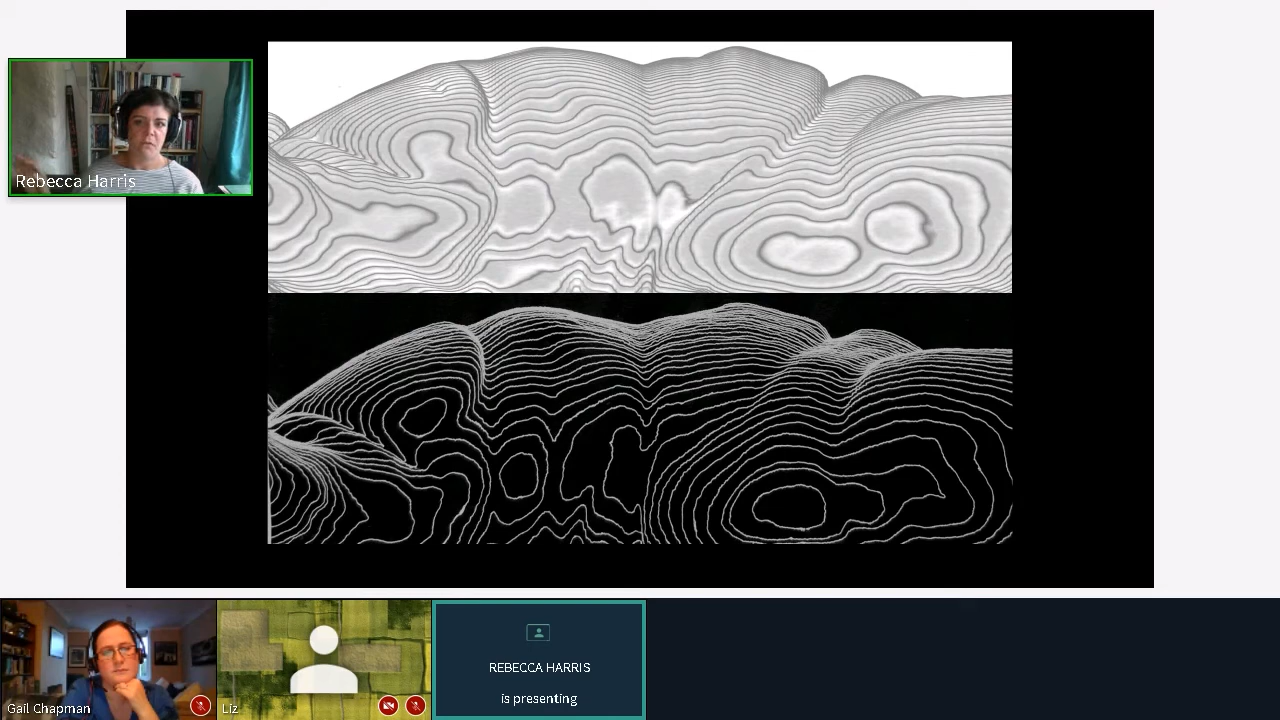 Rebecca Harris
Gail Chapman
Liz
REBECCA HARRIS
is presenting